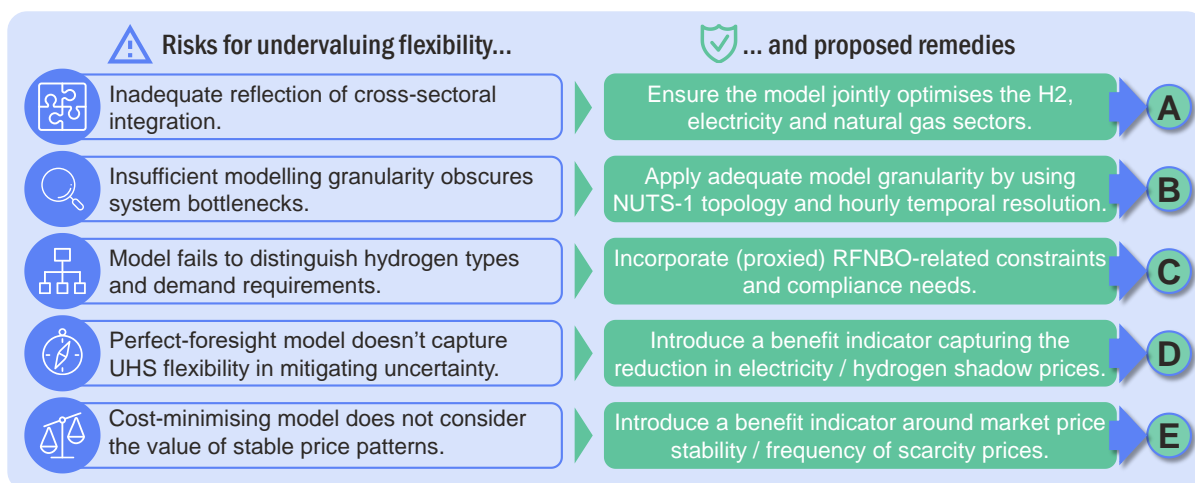 Risks for undervaluing flexibility...
... and proposed remedies
Inadequate reflection of cross-sectoral
integration.
Ensure the model jointly optimises the H2,
electricity and natural gas sectors.
A
Insufficient modelling granularity obscures
system bottlenecks.
Apply adequate model granularity by using
NUTS-1 topology and hourly temporal resolution.
B
Model fails to distinguish hydrogen types
and demand requirements.
Incorporate (proxied) RFNBO-related constraints
and compliance needs.
C
Perfect-foresight model doesn't capture
UHS flexibility in mitigating uncertainty.
Introduce a benefit indicator capturing the
reduction in electricity / hydrogen shadow prices.
D
Cost-minimising model does not consider
the value of stable price patterns.
Introduce a benefit indicator around market price
stability / frequency of scarcity prices.
E